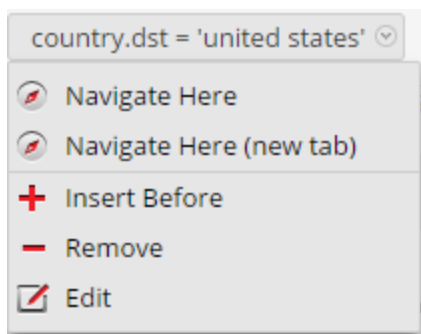 country.dst = 'united states'
Navigate Here
Navigate Here (new tab)
Insert Before
Remove
Edit